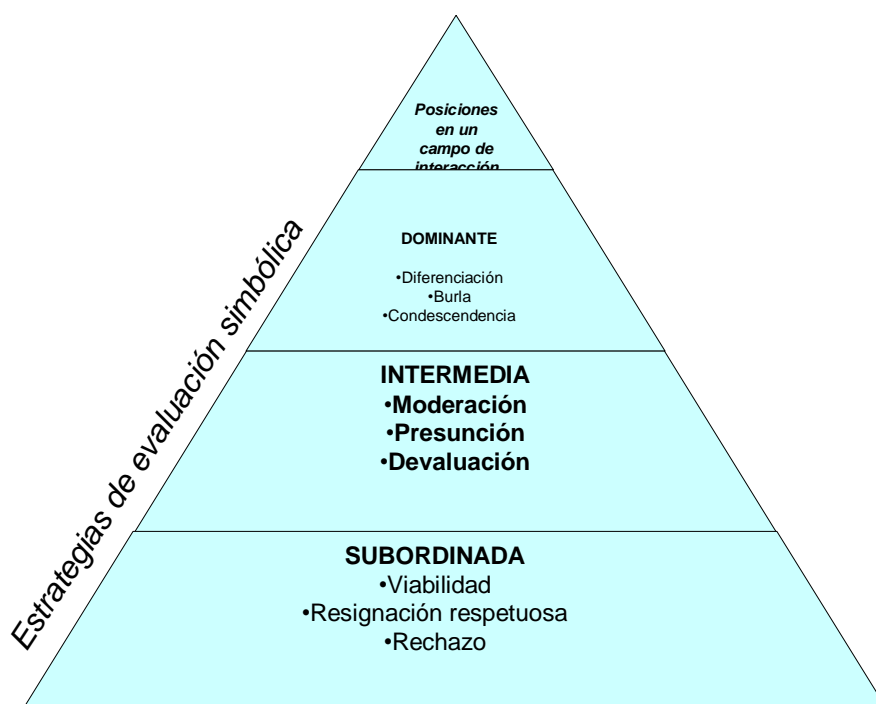 Posiciones
en un
campo de
interacción
DOMINANTE
•Diferenciación
•Burla
•Condescendencia
INTERMEDIA
•Moderación
•Presunción
•Devaluación
SUBORDINADA
•Viabilidad
•Resignación respetuosa
•Rechazo
Estrategias de evaluación simbólica